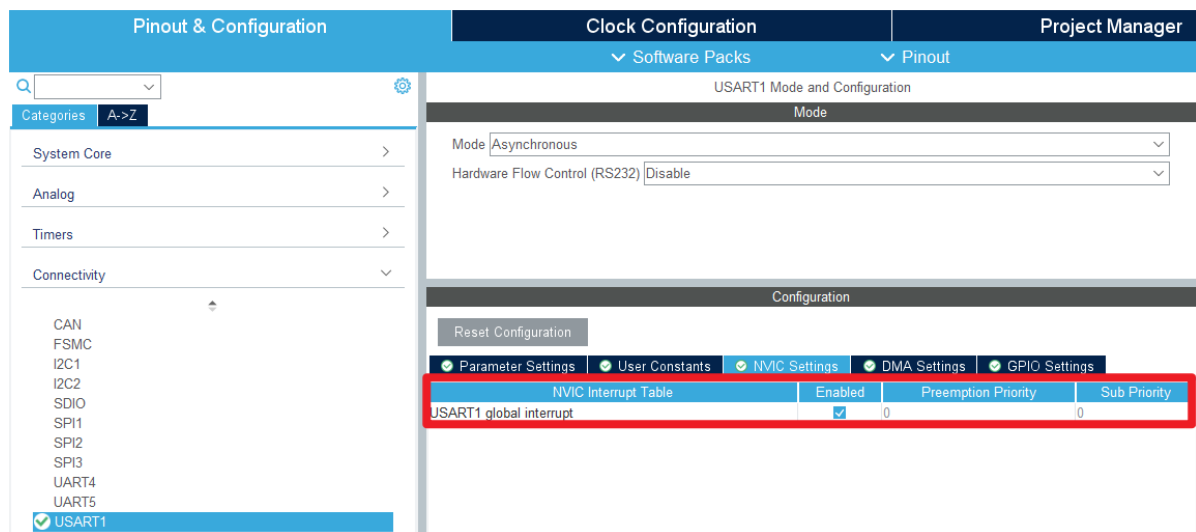 Pinout & Configuration
Clock Configuration
Project Manager
Software Packs
Pinout
Categories
A->Z
System Core
Analog
Timers
Connectivity
CAN
FSMC
I2C1
I2C2
SDIO
SPI1
SPI2
SPI3
UART4
UART5
USART1
USART1 Mode and Configuration
Mode
Mode Asynchronous
Hardware Flow Control (RS232) Disable
Configuration
Reset Configuration
Parameter Settings
User Constants
NVIC Settings
DMA Settings
GPIO Settings
NVIC Interrupt Table Enabled Preemption Priority Sub Priority
USART1 global interrupt 0 0